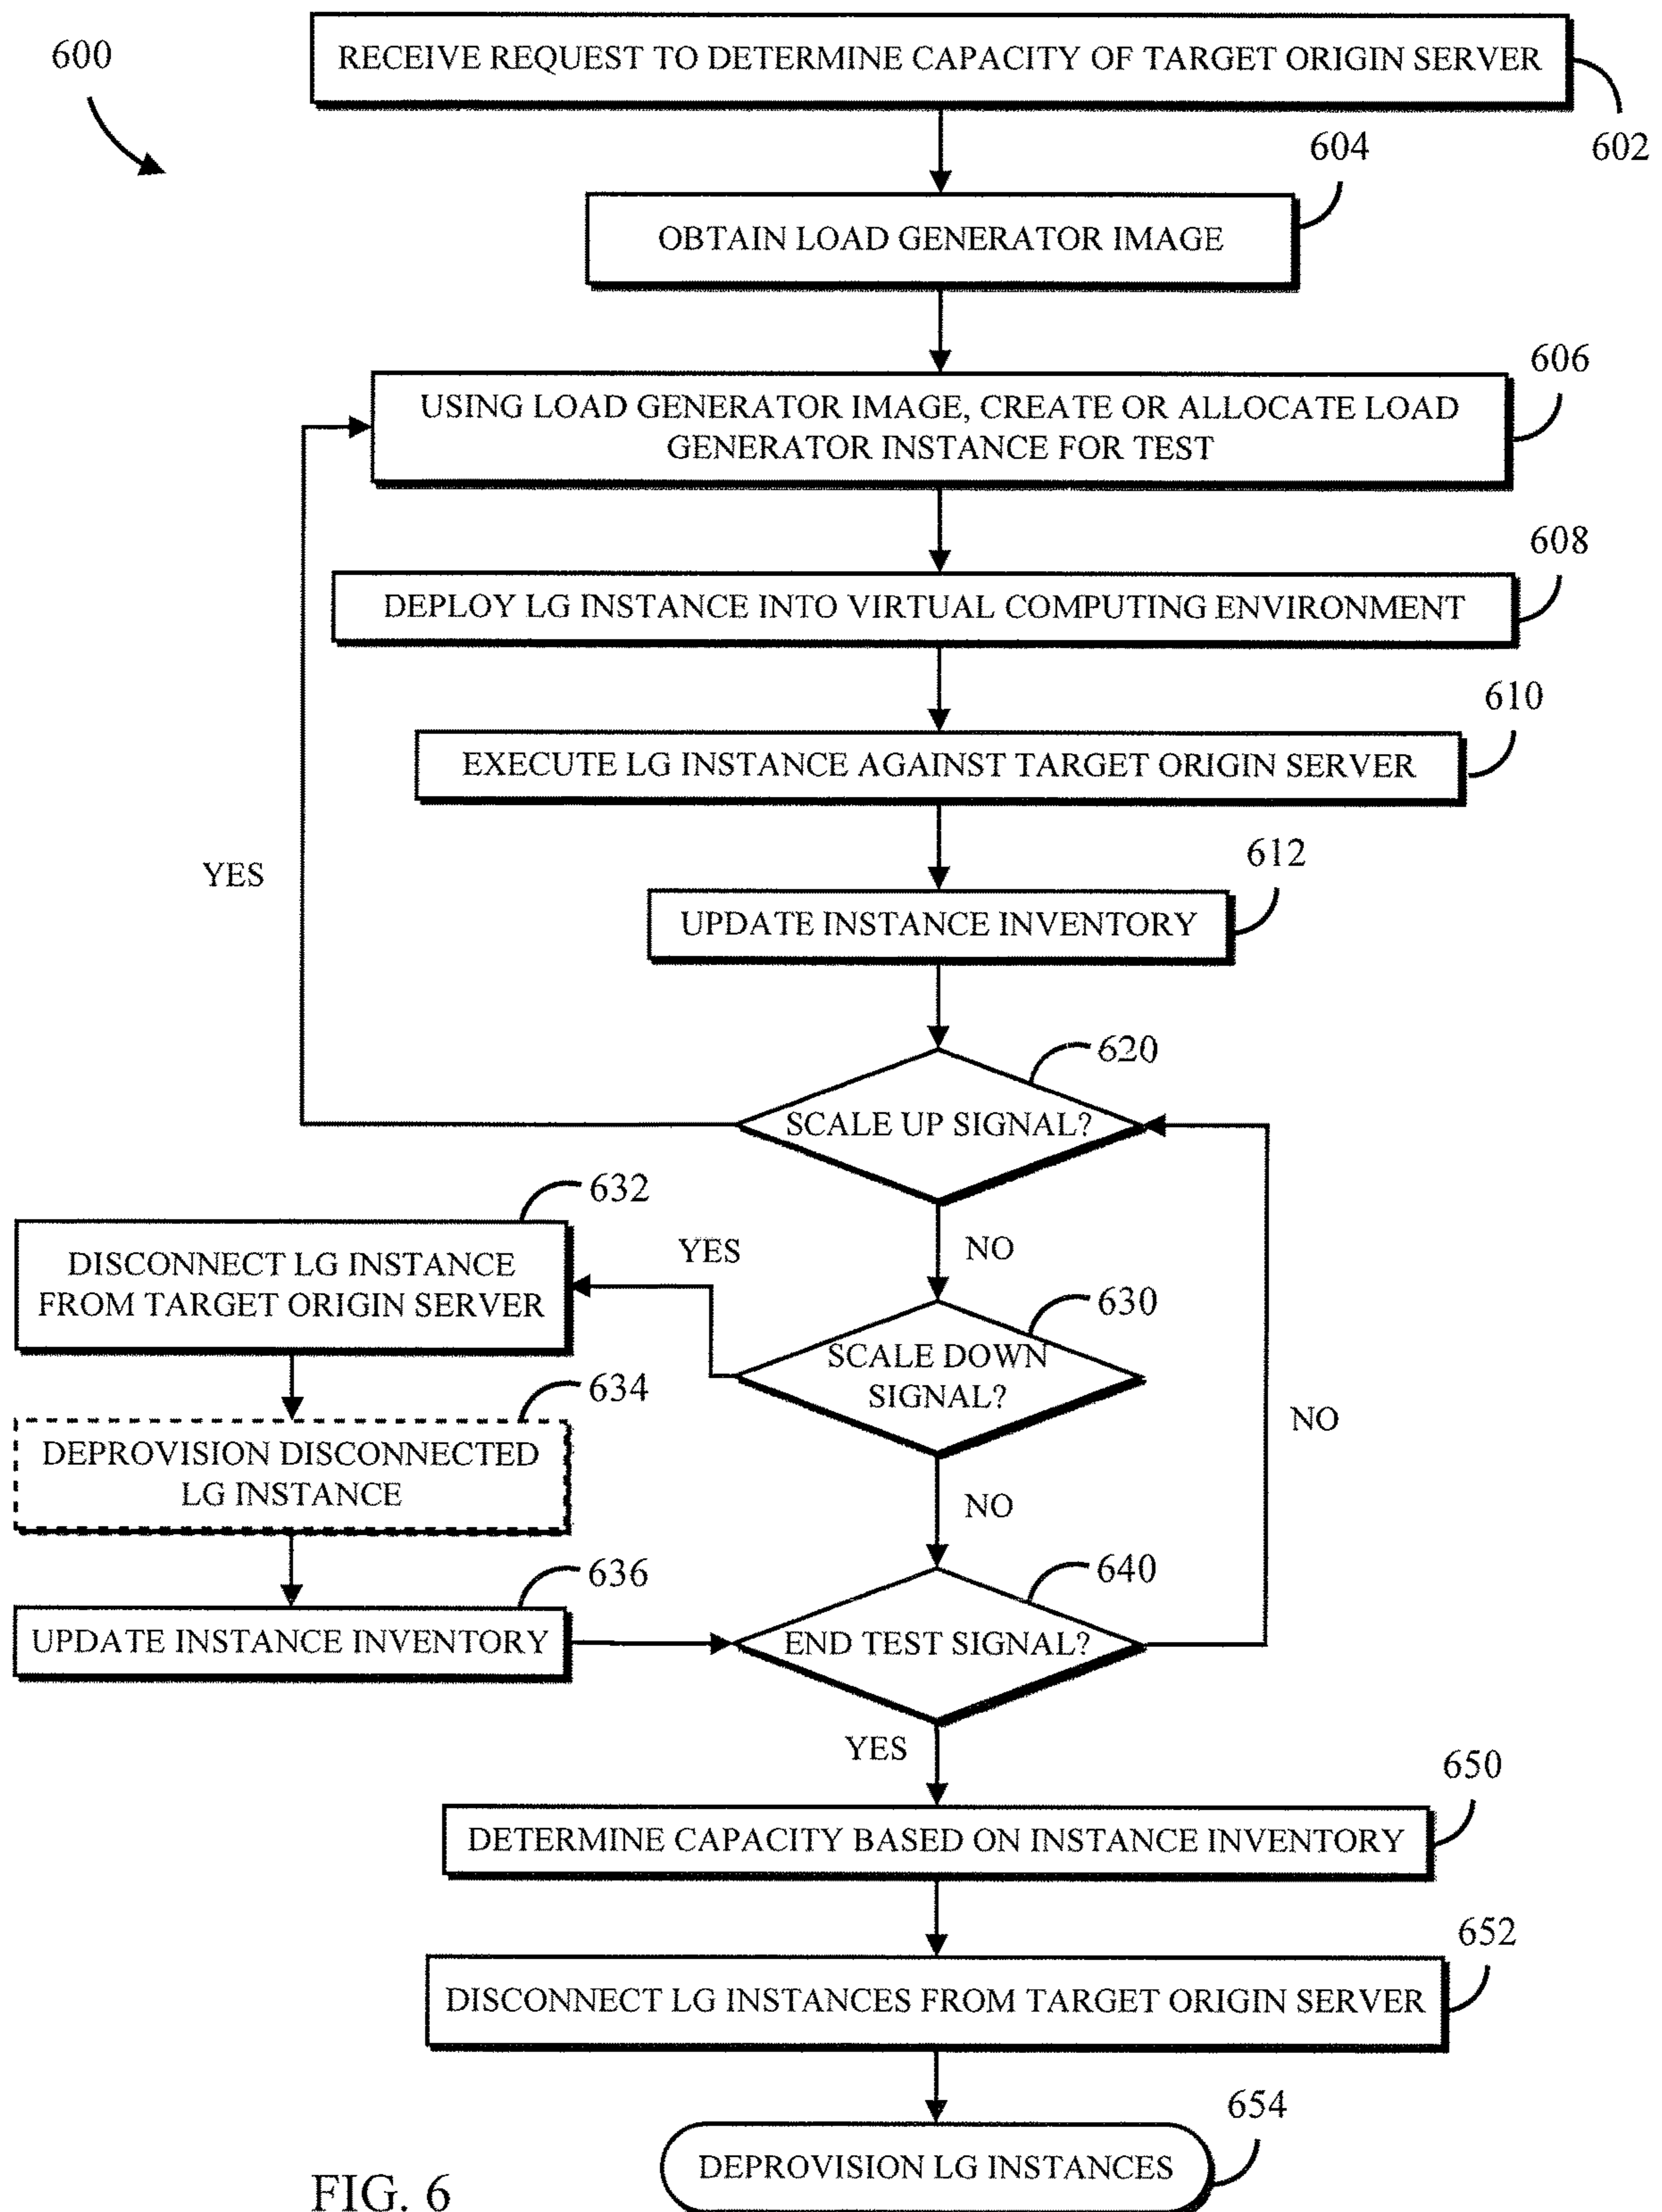 600
RECEIVE REQUEST TO DETERMINE CAPACITY OF TARGET ORIGIN SERVER
602
604
OBTAIN LOAD GENERATOR IMAGE
606
USING LOAD GENERATOR IMAGE, CREATE OR ALLOCATE LOAD
GENERATOR INSTANCE FOR TEST
608
DEPLOY LG INSTANCE INTO VIRTUAL COMPUTING ENVIRONMENT
610
EXECUTE LG INSTANCE AGAINST TARGET ORIGIN SERVER
612
YES
UPDATE INSTANCE INVENTORY
620
SCALE UP SIGNAL?
632
YES
NO
DISCONNECT LG INSTANCE
FROM TARGET ORIGIN SERVER
630
SCALE DOWN
SIGNAL?
634
NO
DEPROVISION DISCONNECTED
LG INSTANCE
NO
636
640
UPDATE INSTANCE INVENTORY
END TEST SIGNAL?
YES
650
DETERMINE CAPACITY BASED ON INSTANCE INVENTORY
652
DISCONNECT LG INSTANCES FROM TARGET ORIGIN SERVER
654
DEPROVISION LG INSTANCES
FIG. 6